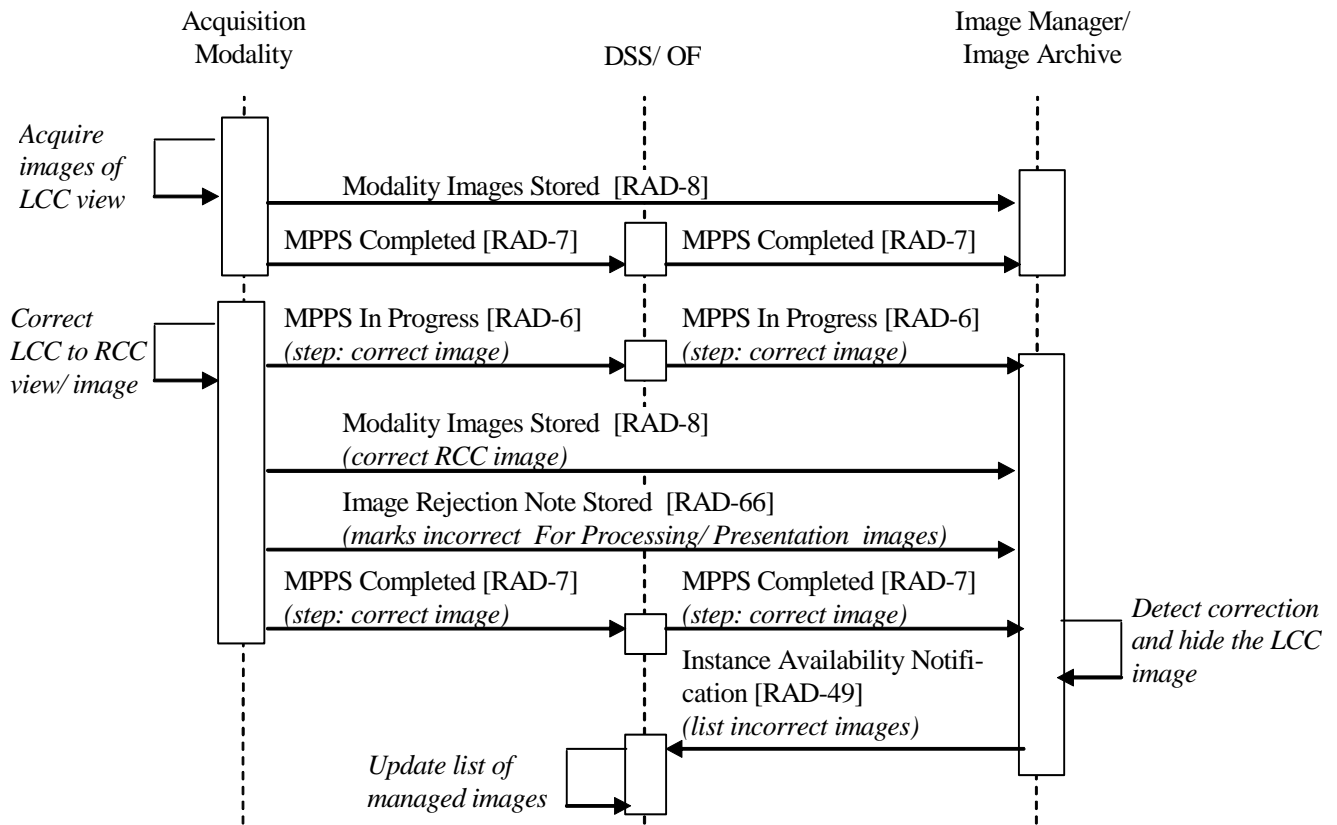 Acquisition
Modality
DSS/ OF
Image Manager/
Image Archive
Acquire
images of
LCC view
Modality Images Stored [RAD-8]
MPPS Completed [RAD-7]
MPPS Completed [RAD-7]
Correct
LCC to RCC
view/ image
MPPS In Progress [RAD-6]
(step: correct image)
MPPS In Progress [RAD-6]
(step: correct image)
Modality Images Stored [RAD-8]
(correct RCC image)
Image Rejection Note Stored [RAD-66]
(marks incorrect For Processing/ Presentation images)
MPPS Completed [RAD-7]
(step: correct image)
MPPS Completed [RAD-7]
(step: correct image)
Detect correction
and hide the LCC
image
Instance Availability Notifi-
cation [RAD-49]
(list incorrect images)
Update list of
managed images